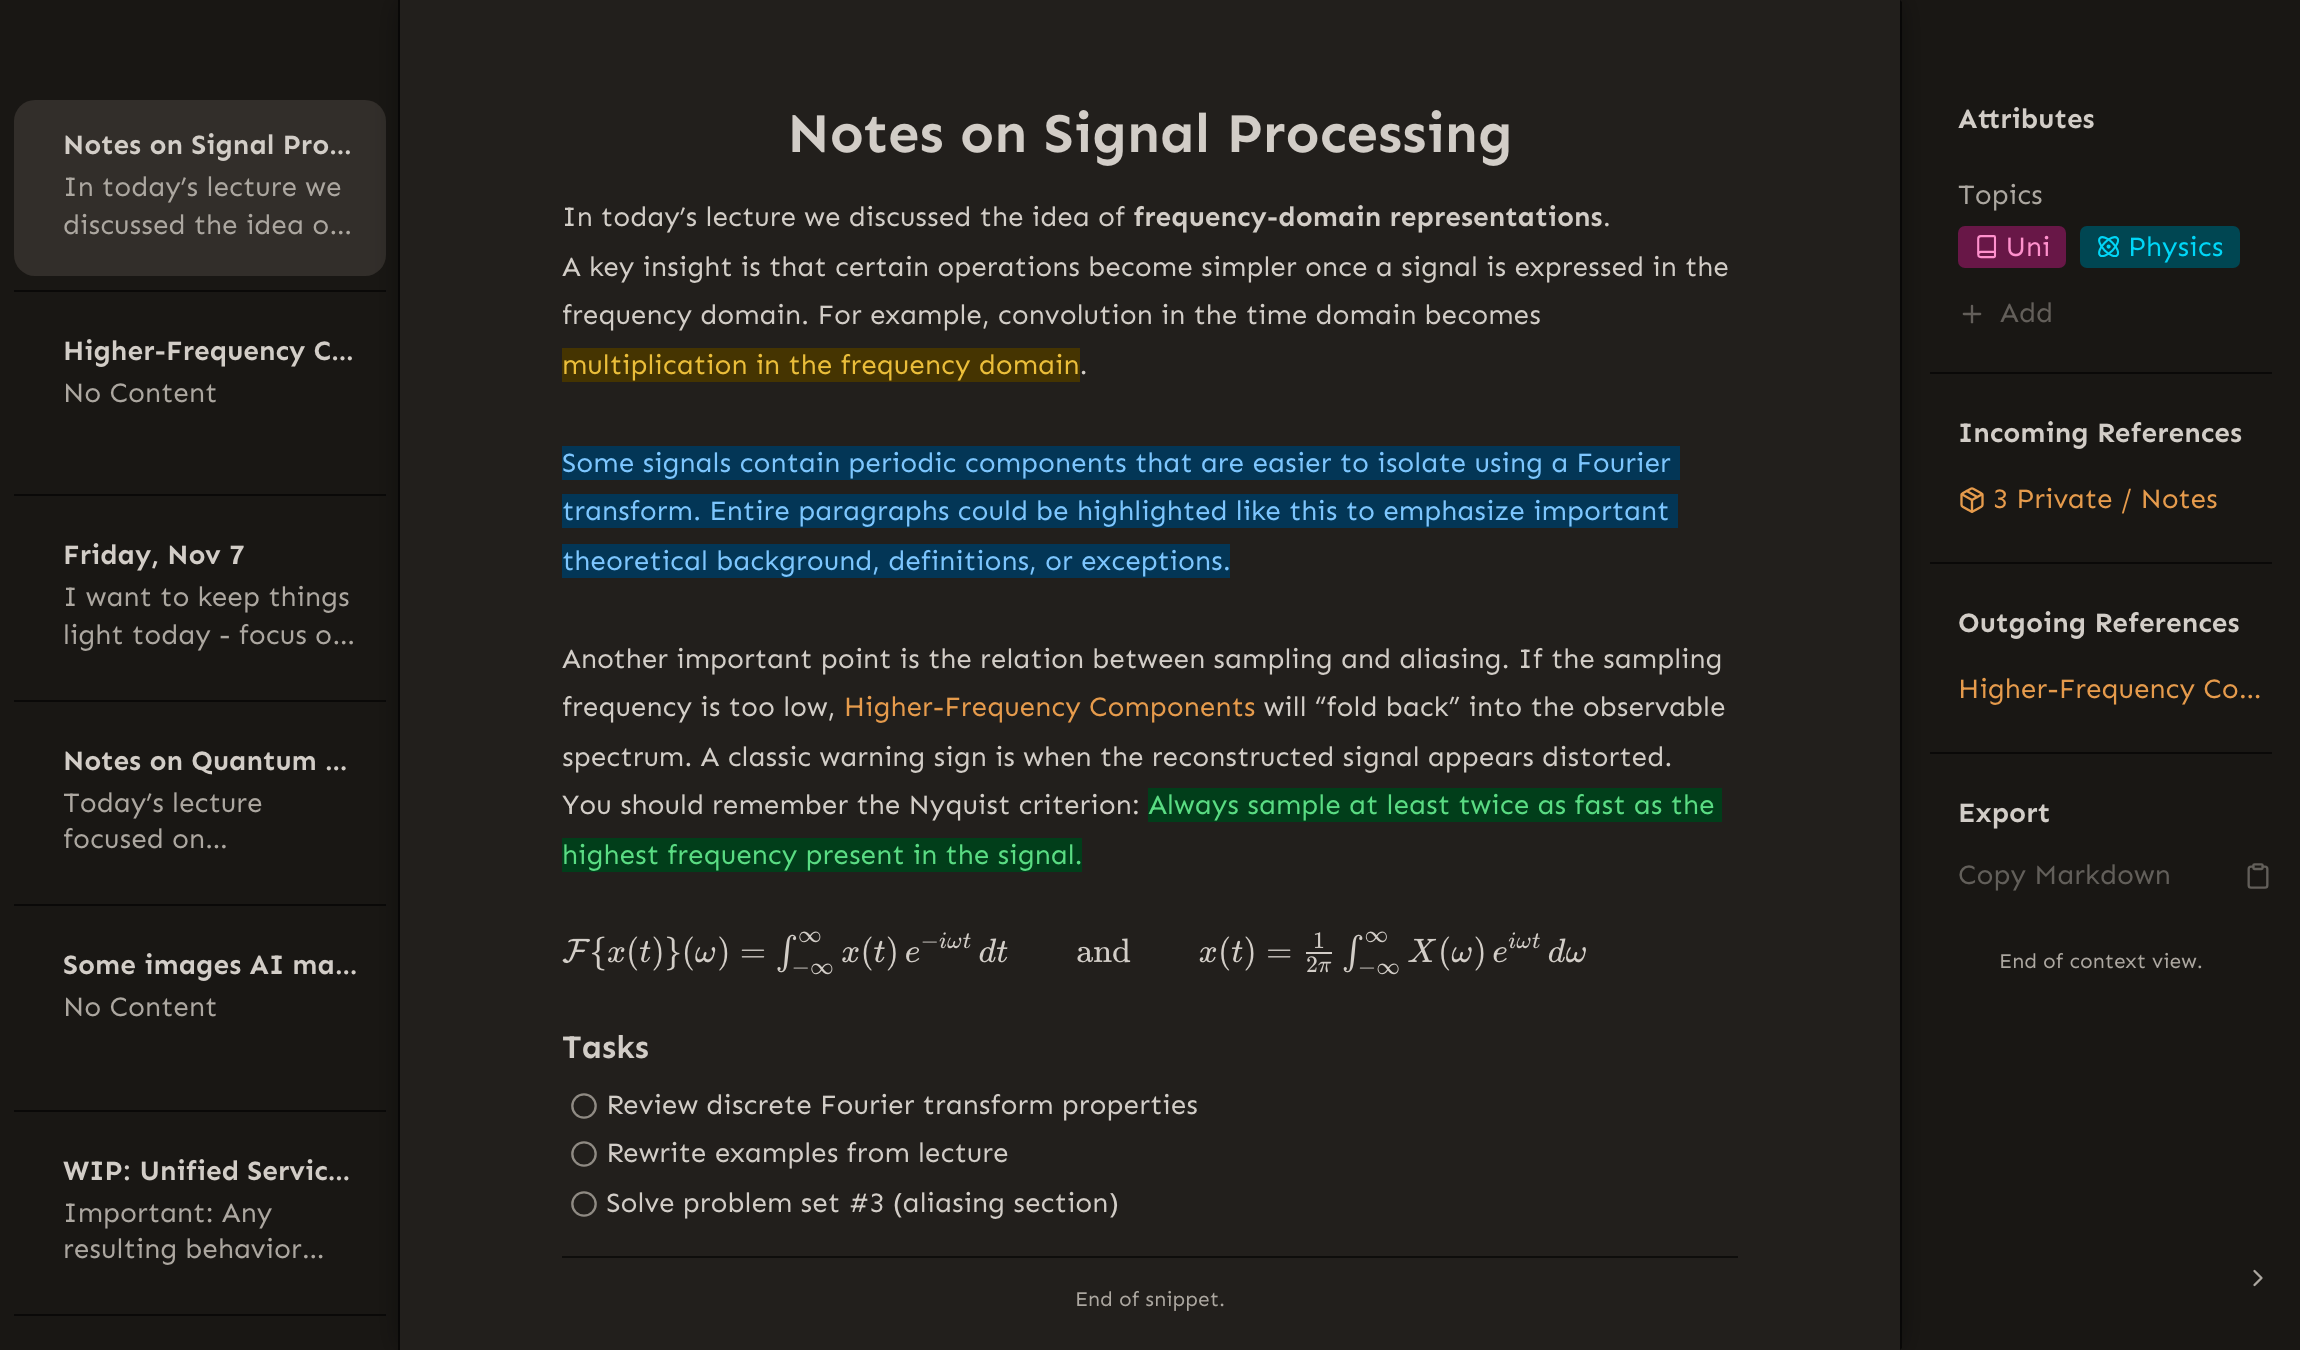 Notes on Signal Pro...
In today’s lecture we
discussed the idea o...
Higher-Frequency C...
No Content
Friday, Nov 7
I want to keep things
light today - focus o...
Notes on Quantum ...
Today’s lecture
focused on...
Some images AI ma...
No Content
WIP: Unified Servic...
Important: Any
resulting behavior...
Notes on Signal Processing
In today’s lecture we discussed the idea of frequency-domain representations.
A key insight is that certain operations become simpler once a signal is expressed in the
frequency domain. For example, convolution in the time domain becomes
multiplication in the frequency domain.
Some signals contain periodic components that are easier to isolate using a Fourier
transform. Entire paragraphs could be highlighted like this to emphasize important
theoretical background, definitions, or exceptions.
Another important point is the relation between sampling and aliasing. If the sampling
frequency is too low, Higher-Frequency Components will “fold back” into the observable
spectrum. A classic warning sign is when the reconstructed signal appears distorted.
You should remember the Nyquist criterion: Always sample at least twice as fast as the
highest frequency present in the signal.
ℱ{x(t)}(ω) = ∫_{-∞}^{∞} x(t) e^{-iωt} dt and x(t) = \frac{1}{2π} ∫_{-∞}^{∞} X(ω) e^{iωt} dω
Tasks
Review discrete Fourier transform properties
Rewrite examples from lecture
Solve problem set #3 (aliasing section)
End of snippet.
Attributes
Topics
Uni Physics
+ Add
Incoming References
3 Private / Notes
Outgoing References
Higher-Frequency Co...
Export
Copy Markdown
End of context view.